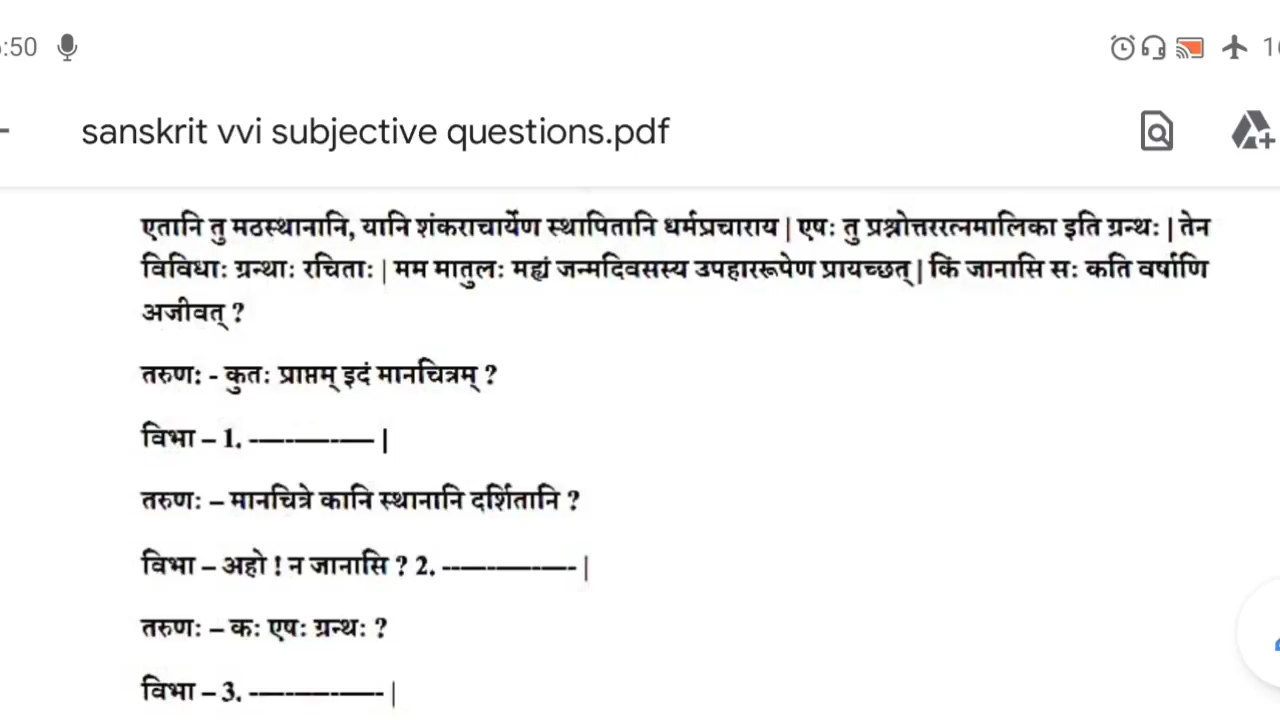 :50
16
sanskrit vvi subjective questions.pdf
एतानि तु मठस्थानानि, यानि शंकराचार्येण स्थापितानि धर्मप्रचाराय | एषः तु प्रश्नोत्तररत्नमालिका इति ग्रन्थः | तेन
विविधाः ग्रन्थाः रचिताः | मम मातुलः मह्यं जन्मदिवसस्य उपहाररूपेण प्रायच्छत् | किं जानासि सः कति वर्षाणि
अजीवत् ?
तरुणः - कुतः प्राप्तम् इदं मानचित्रम् ?
विभा – 1. ------------ |
तरुणः – मानचित्रे कानि स्थानानि दर्शितानि ?
विभा – अहो ! न जानासि ? 2. ------------- |
तरुणः – कः एषः ग्रन्थः ?
विभा – 3. ------------- |